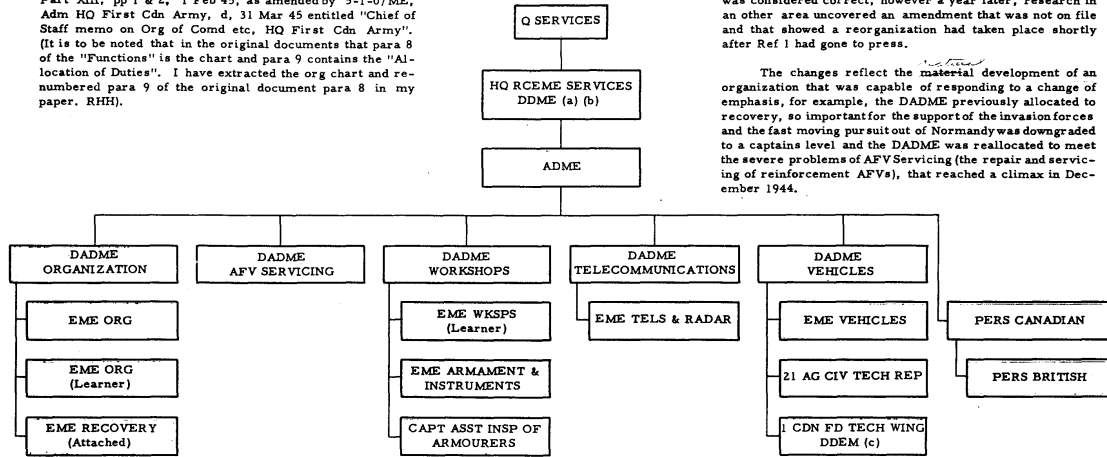 Part XIII, pp 1 & 2, 1 Feb 45, as amended by 5-1-0/ME,
Adm HQ First Cdn Army, d, 31 Mar 45 entitled "Chief of
Staff memo on Org of Comd etc, HQ First Cdn Army".
(It is to be noted that in the original documents that para 8
of the "Functions" is the chart and para 9 contains the "Al-
location of Duties". I have extracted the org chart and re-
numbered para 9 of the original document para 8 in my
paper. RHH).
was considered correct, however a year later, research in
an other area uncovered an amendment that was not on file
and that showed a reorganization had taken place shortly
after Ref 1 had gone to press.
The changes reflect the material development of an
organization that was capable of responding to a change of
emphasis, for example, the DADME previously allocated to
recovery, so important for the support of the invasion forces
and the fast moving pursuit out of Normandy was downgraded
to a captains level and the DADME was reallocated to meet
the severe problems of AFV Servicing (the repair and servic-
ing of reinforcement AFVs), that reached a climax in Dec-
ember 1944.
Q SERVICES
HQ RCEME SERVICES
DDME (a) (b)
ADME
DADME
ORGANIZATION
EME ORG
EME ORG
(Learner)
EME RECOVERY
(Attached)
DADME
AFV SERVICING
DADME
WORKSHOPS
EME WKSPS
(Learner)
EME ARMAMENT &
INSTRUMENTS
CAPT ASST INSP OF
ARMOURERS
DADME
TELECOMMUNICATIONS
EME TELS & RADAR
DADME
VEHICLES
EME VEHICLES
21 AG CIV TECH REP
1 CDN FD TECH WING
DDEM (c)
PERS CANADIAN
PERS BRITISH